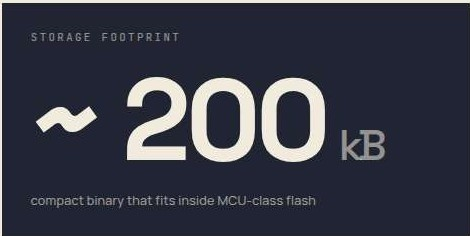 STORAGE FOOTPRINT
~ 200 kB
compact binary that fits inside MCU-class flash